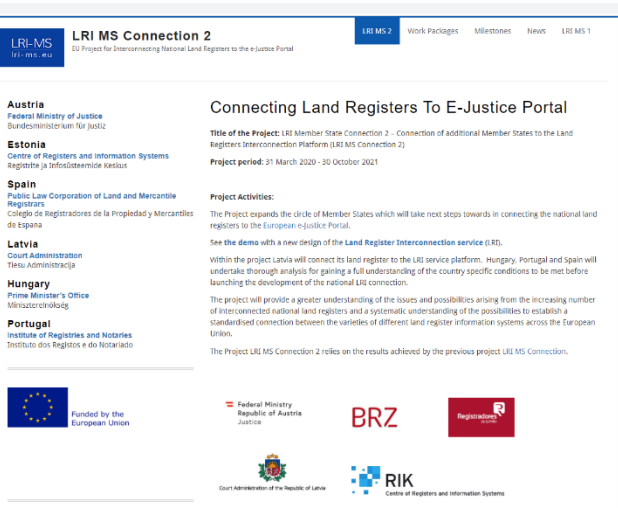 LRI-MS
lri-ms.eu
LRI MS Connection 2
EU Project for Interconnecting National Land Registers to the e-Justice Portal
LRI MS 2
Work Packages
Milestones
News
LRI MS 1
Austria
Federal Ministry of Justice
Bundesministerium für Justiz
Estonia
Centre of Registers and Information Systems
Registrite ja Infosüsteemide Keskus
Spain
Public Law Corporation of Land and Mercantile
Registrars
Colegio de Registradores de la Propiedad y Mercantiles
de Espana
Latvia
Court Administration
Tiesu Administracija
Hungary
Prime Minister's Office
Miniszterelnökség
Portugal
Institute of Registries and Notaries
Instituto dos Registos e do Notariado
Funded by the
European Union
Connecting Land Registers To E-Justice Portal
Title of the Project: LRI Member State Connection 2 – Connection of additional Member States to the Land
Registers Interconnection Platform (LRI MS Connection 2)
Project period: 31 March 2020 - 30 October 2021
Project Activities:
The Project expands the circle of Member States which will take next steps towards in connecting the national land
registers to the European e-Justice Portal.
See the demo with a new design of the Land Register Interconnection service (LRI).
Within the project Latvia will connect its land register to the LRI service platform. Hungary, Portugal and Spain will
undertake thorough analysis for gaining a full understanding of the country specific conditions to be met before
launching the development of the national LRI connection.
The project will provide a greater understanding of the issues and possibilities arising from the increasing number
of interconnected national land registers and a systematic understanding of the possibilities to establish a
standardised connection between the varieties of different land register information systems across the European
Union.
The Project LRI MS Connection 2 relies on the results achieved by the previous project LRI MS Connection.
Federal Ministry
Republic of Austria
Justice
BRZ
Registradores
Court Administration of the Republic of Latvia
RIK
Centre of Registers and Information Systems